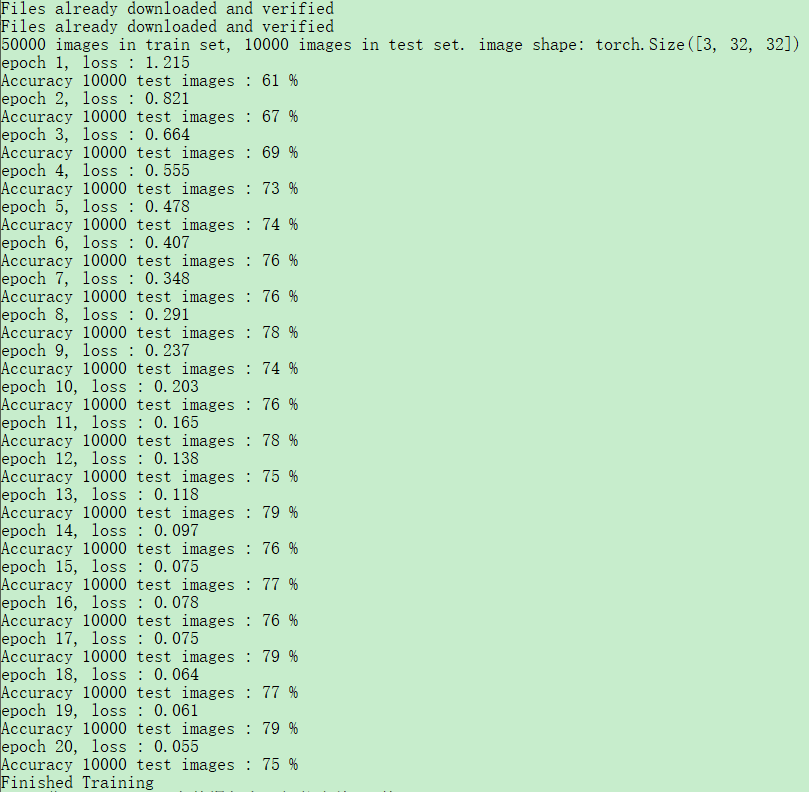 Files already downloaded and verified
Files already downloaded and verified
50000 images in train set, 10000 images in test set. image shape: torch.Size([3, 32, 32])
epoch 1, loss : 1.215
Accuracy 10000 test images : 61 %
epoch 2, loss : 0.821
Accuracy 10000 test images : 67 %
epoch 3, loss : 0.664
Accuracy 10000 test images : 69 %
epoch 4, loss : 0.555
Accuracy 10000 test images : 73 %
epoch 5, loss : 0.478
Accuracy 10000 test images : 74 %
epoch 6, loss : 0.407
Accuracy 10000 test images : 76 %
epoch 7, loss : 0.348
Accuracy 10000 test images : 76 %
epoch 8, loss : 0.291
Accuracy 10000 test images : 78 %
epoch 9, loss : 0.237
Accuracy 10000 test images : 74 %
epoch 10, loss : 0.203
Accuracy 10000 test images : 76 %
epoch 11, loss : 0.165
Accuracy 10000 test images : 78 %
epoch 12, loss : 0.138
Accuracy 10000 test images : 75 %
epoch 13, loss : 0.118
Accuracy 10000 test images : 79 %
epoch 14, loss : 0.097
Accuracy 10000 test images : 76 %
epoch 15, loss : 0.075
Accuracy 10000 test images : 77 %
epoch 16, loss : 0.078
Accuracy 10000 test images : 76 %
epoch 17, loss : 0.075
Accuracy 10000 test images : 79 %
epoch 18, loss : 0.064
Accuracy 10000 test images : 77 %
epoch 19, loss : 0.061
Accuracy 10000 test images : 79 %
epoch 20, loss : 0.055
Accuracy 10000 test images : 75 %
Finished Training